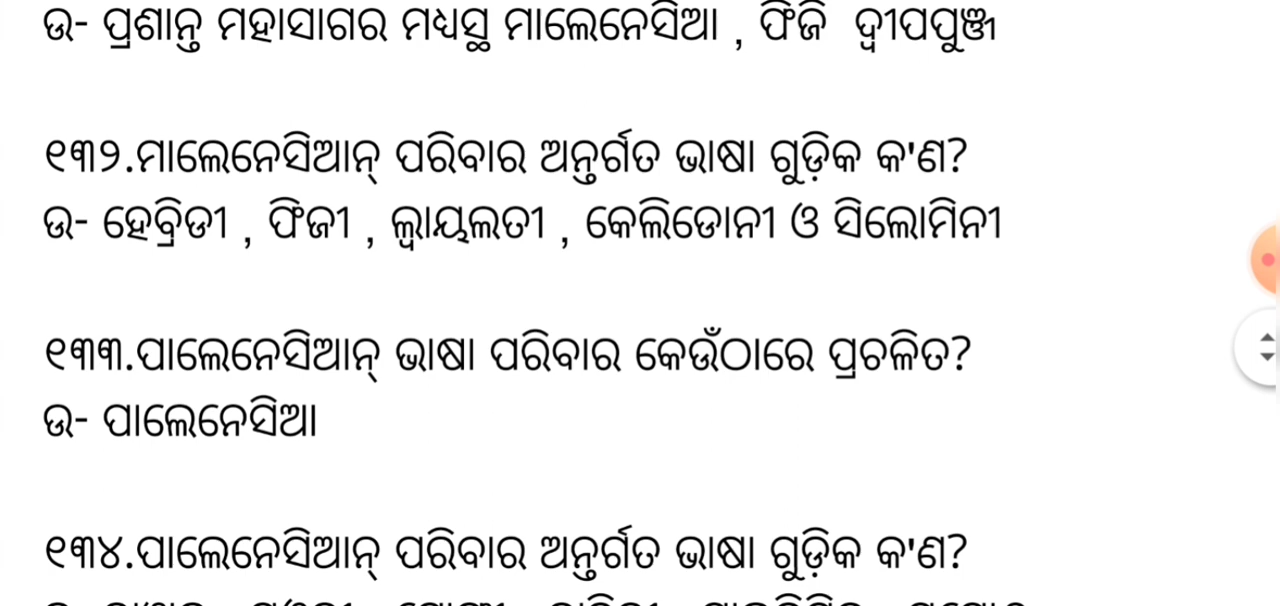 ଉ- ପ୍ରଶାନ୍ତ ମହାସାଗର ମଧ୍ୟସ୍ଥ ମାଲେନେସିଆ , ଫିଜି ଦ୍ୱୀପପୁଞ୍ଜ
୧୩୨.ମାଲେନେସିଆନ୍ ପରିବାର ଅନ୍ତର୍ଗତ ଭାଷା ଗୁଡ଼ିକ କ'ଣ?
ଉ- ହେବ୍ରିଡୀ , ଫିଜୀ , ଲ୍ୱାୟଲତୀ , କେଲିଡୋନୀ ଓ ସିଲୋମିନୀ
୧୩୩.ପାଲେନେସିଆନ୍ ଭାଷା ପରିବାର କେଉଁଠାରେ ପ୍ରଚଳିତ?
ଉ- ପାଲେନେସିଆ
୧୩୪.ପାଲେନେସିଆନ୍ ପରିବାର ଅନ୍ତର୍ଗତ ଭାଷା ଗୁଡ଼ିକ କ'ଣ?